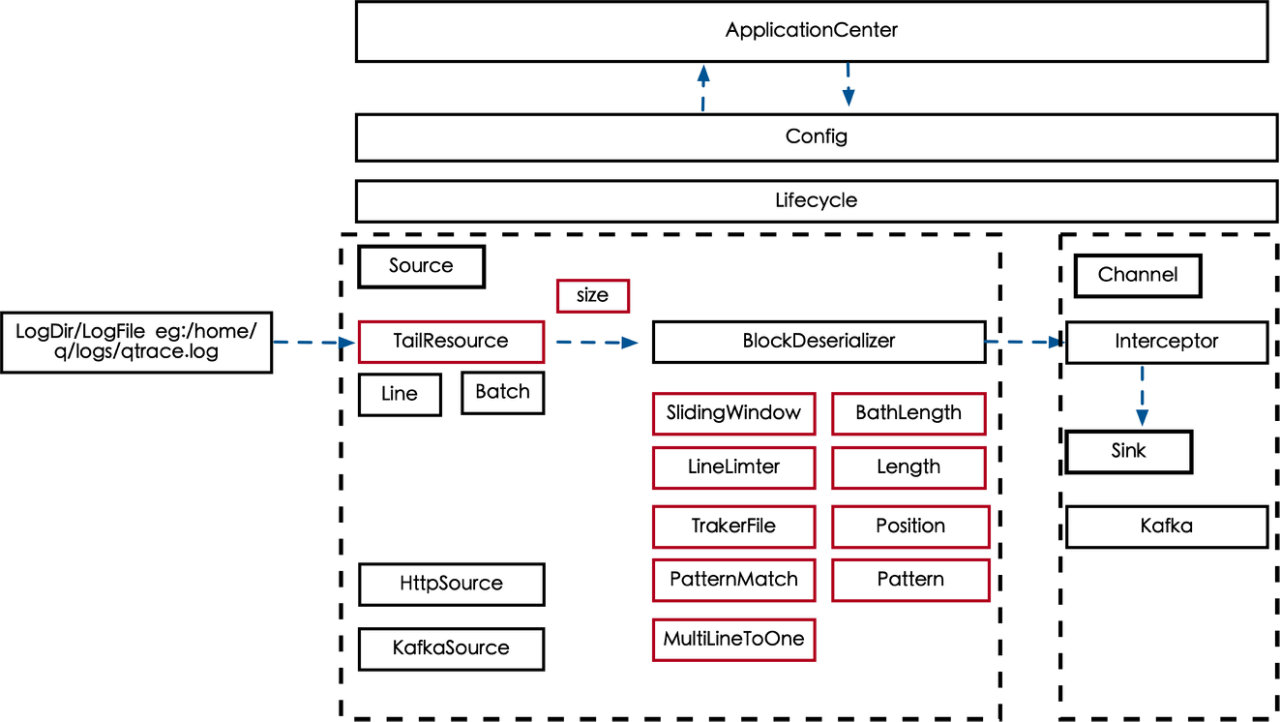 ApplicationCenter
Config
Lifecycle
Source
Channel
size
LogDir/LogFile eg:/home/
q/logs/qtrace.log
TailResource
BlockDeserializer
Interceptor
Line
Batch
SlidingWindow
BathLength
Sink
LineLimter
Length
TrakerFile
Position
Kafka
HttpSource
PatternMatch
Pattern
KafkaSource
MultiLineToOne